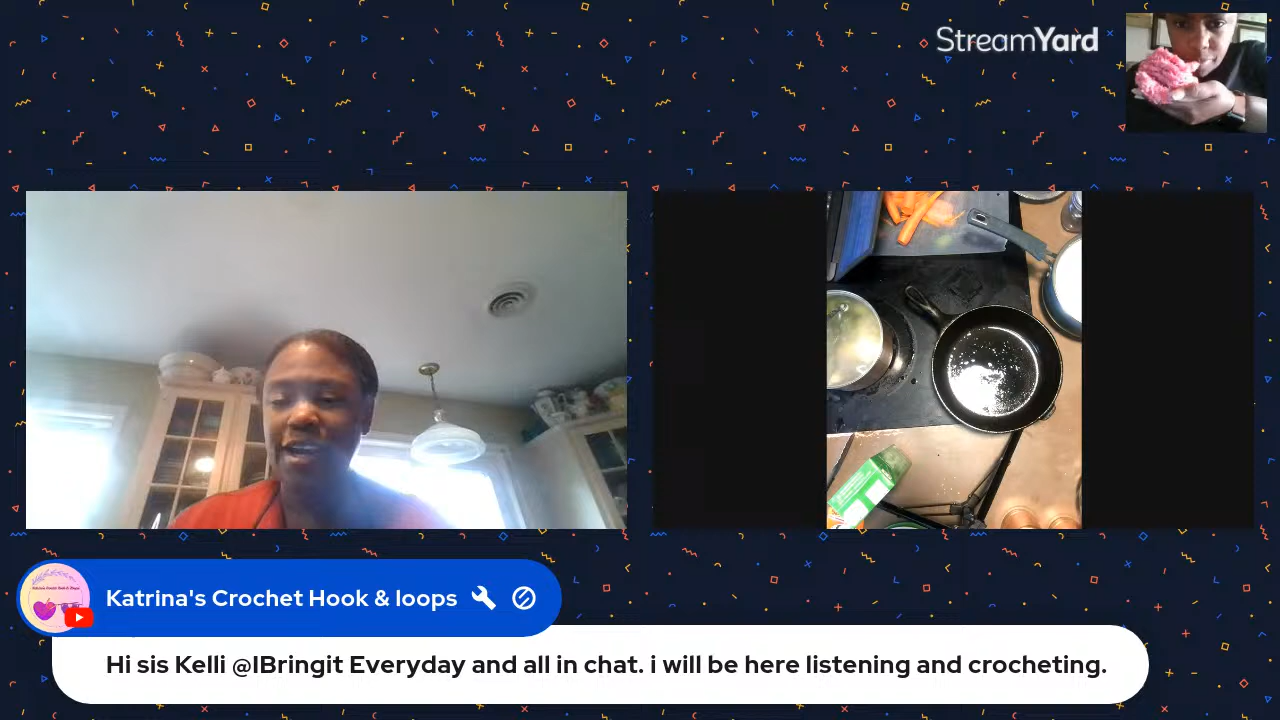 StreamYard
Katrina's Crochet Hook & loops
Hi sis Kelli @IBringit Everyday and all in chat. i will be here listening and crocheting.